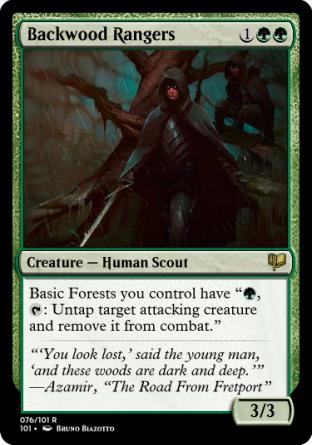 Backwood Rangers 1
Creature — Human Scout
Basic Forests you control have “,
: Untap target attacking creature
and remove it from combat.”
“‘You look lost,’ said the young man,
‘and these woods are dark and deep.’”
—Azamir, “The Road From Fretport”
3/3
076/101 R
101 • Bruno Biazotto